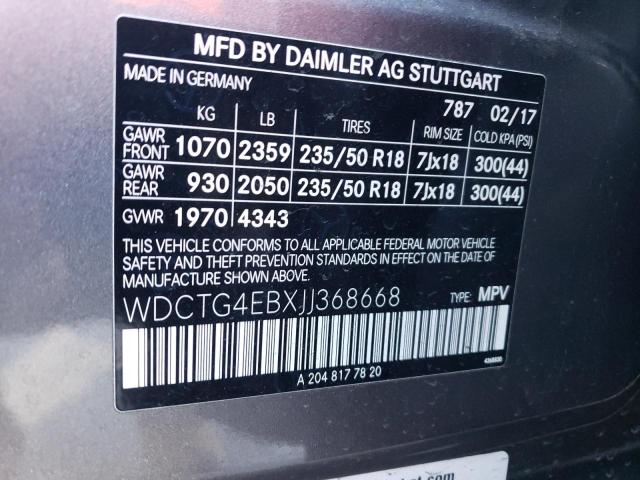 MFD BY DAIMLER AG STUTTGART
MADE IN GERMANY 787 02/17
KG LB TIRES RIM SIZE COLD KPA(PSI)
GAWR FRONT 1070 2359 235/50 R18 7Jx18 300(44)
GAWR REAR 930 2050 235/50 R18 7Jx18 300(44)
GVWR 1970 4343
THIS VEHICLE CONFORMS TO ALL APPLICABLE FEDERAL MOTOR VEHICLE
SAFETY AND THEFT PREVENTION STANDARDS IN EFFECT ON THE DATE OF
MANUFACTURE SHOWN ABOVE.
WDCTG4EBXJJ368668 TYPE: MPV
A 204 817 78 20